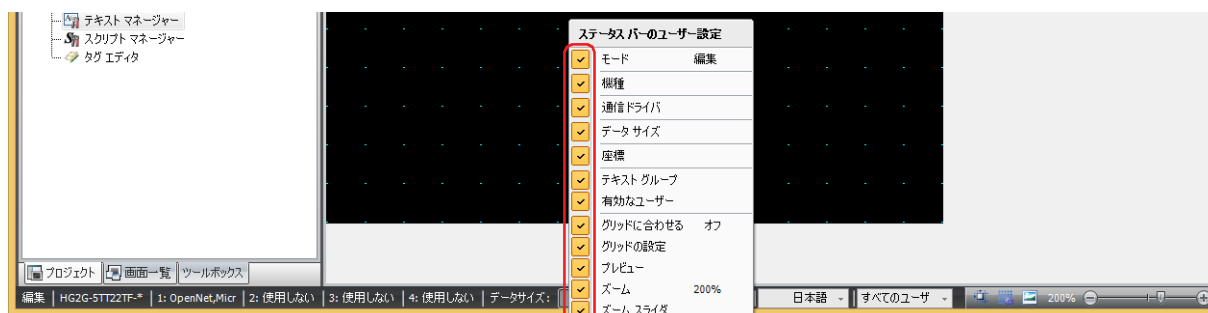 テキスト マネージャー
スクリプト マネージャー
タグ エディタ
ステータス バーのユーザー設定
モード 編集
機種
通信ドライバ
データ サイズ
座標
テキスト グループ
有効なユーザー
グリッドに合わせる オフ
グリッドの設定
プレビュー
ズーム 200%
ズーム スライダ
プロジェクト 画面一覧 ツールボックス
編集 HG2G-5TT22TF-* 1: OpenNet,Micr 2: 使用しない 3: 使用しない 4: 使用しない データサイズ: 日本語 すべてのユーザ 200%